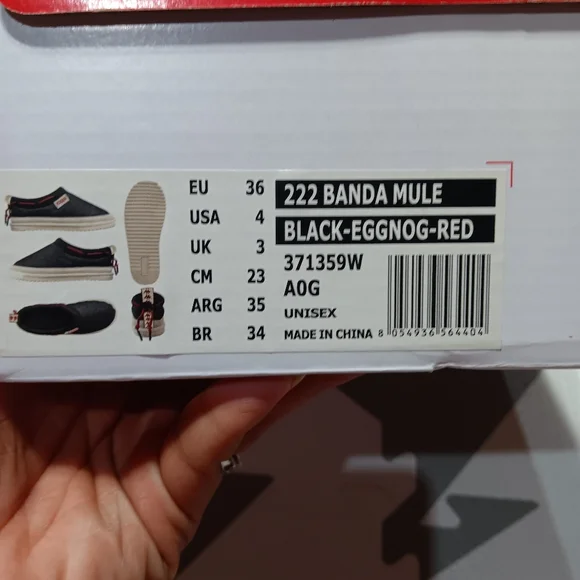 EU 36
USA 4
UK 3
CM 23
ARG 35
BR 34
222 BANDA MULE
BLACK-EGGNOG-RED
371359W
A0G
UNISEX
MADE IN CHINA
8 054936 564404